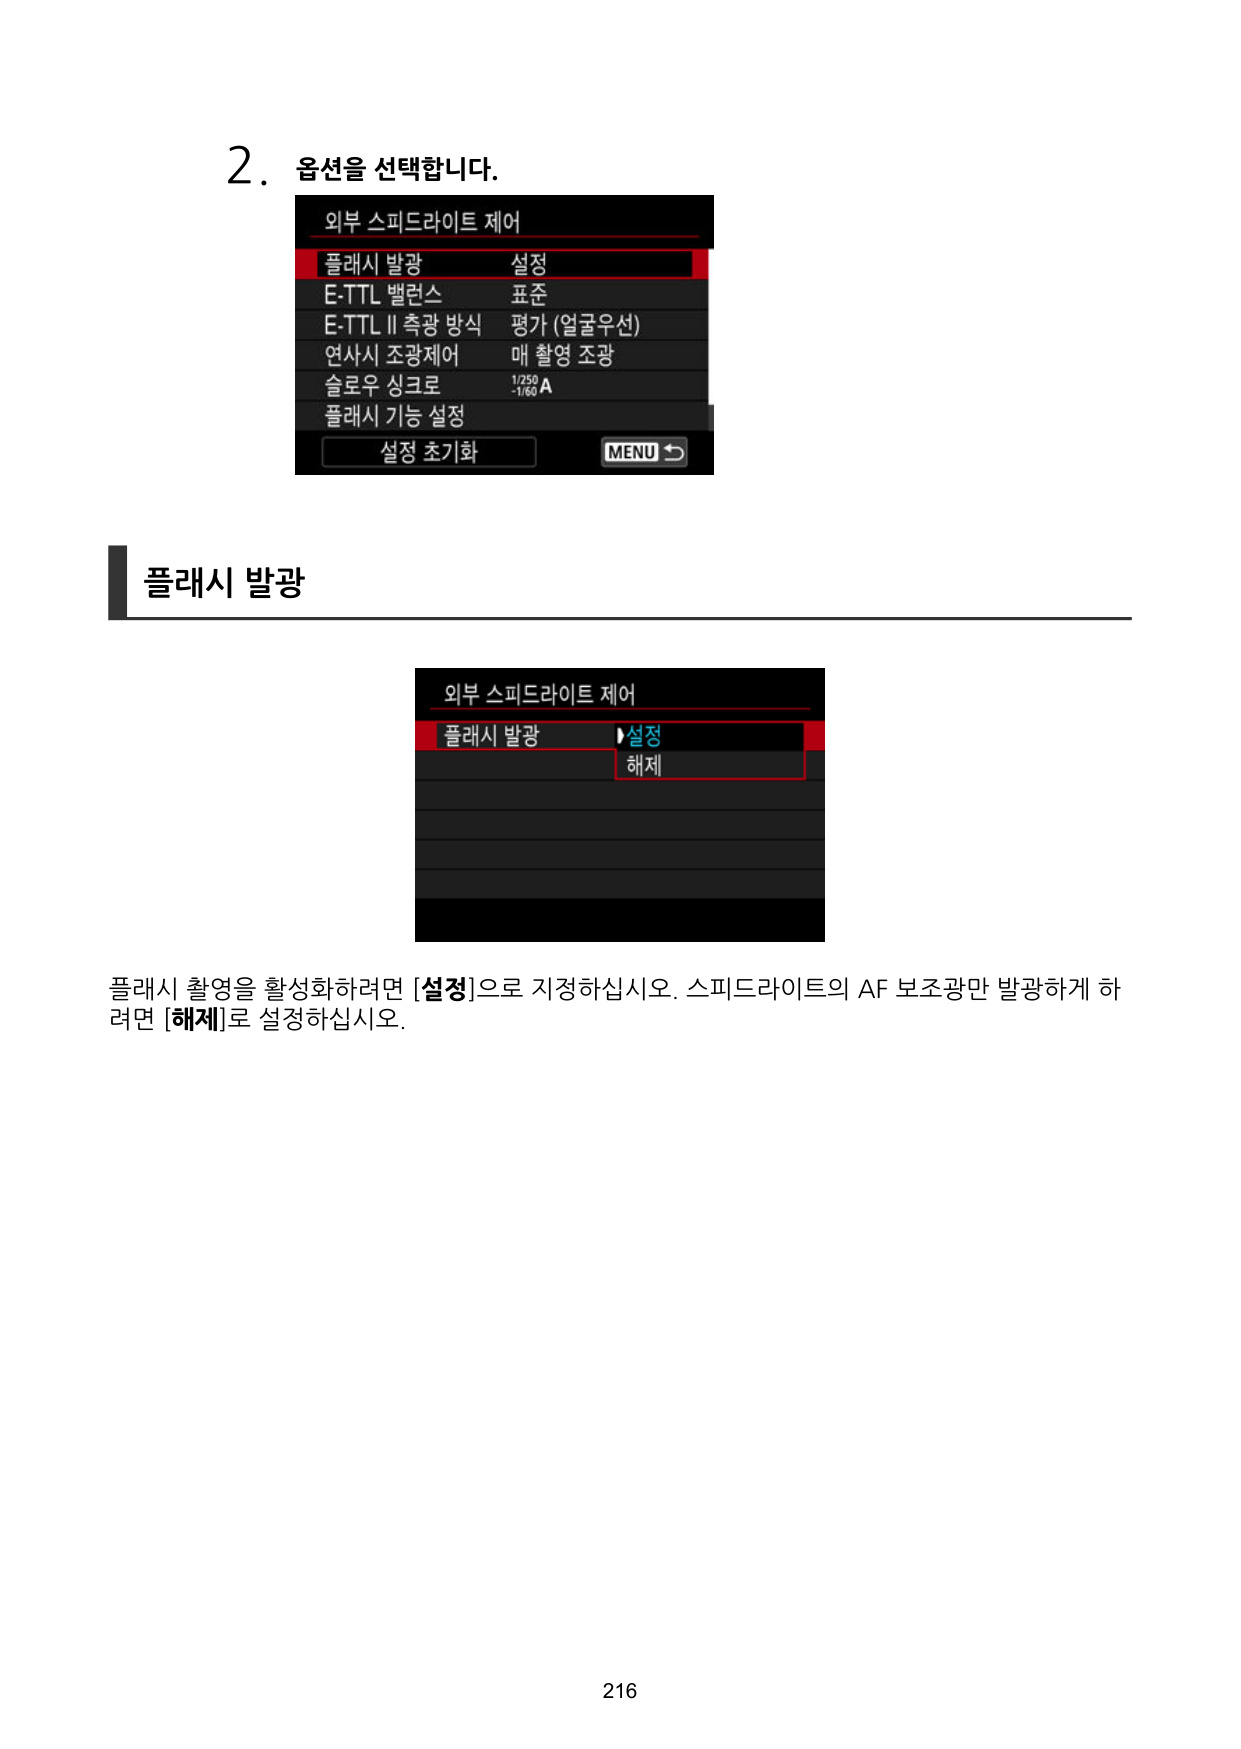 2. 옵션을 선택합니다.
외부 스피드라이트 제어
플래시 발광 설정
E-TTL 밸런스 표준
E-TTL II 측광 방식 평가 (얼굴우선)
연사시 조광제어 매 촬영 조광
슬로우 싱크로 1/250-1/60 A
플래시 기능 설정
설정 초기화 MENU
플래시 발광
외부 스피드라이트 제어
플래시 발광 설정
해제
플래시 촬영을 활성화하려면 [설정]으로 지정하십시오. 스피드라이트의 AF 보조광만 발광하게 하
려면 [해제]로 설정하십시오.
216